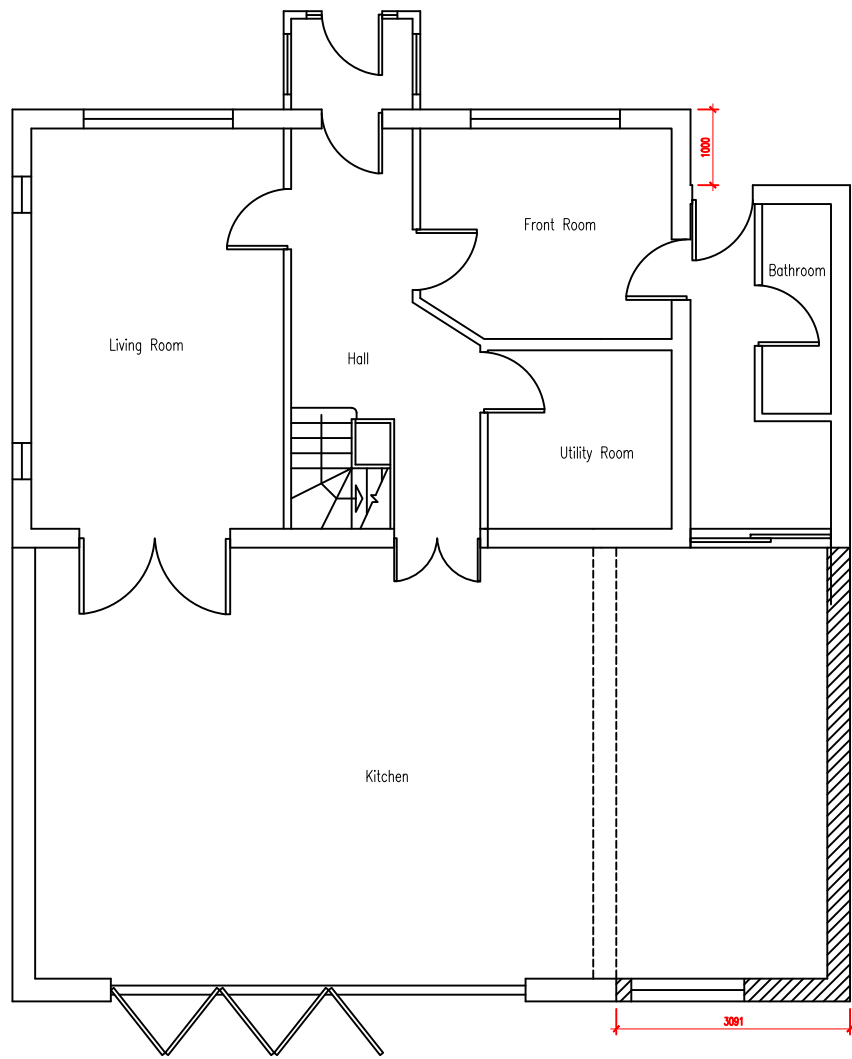 1000
Front Room
Bathroom
Living Room
Hall
Utility Room
Kitchen
3091